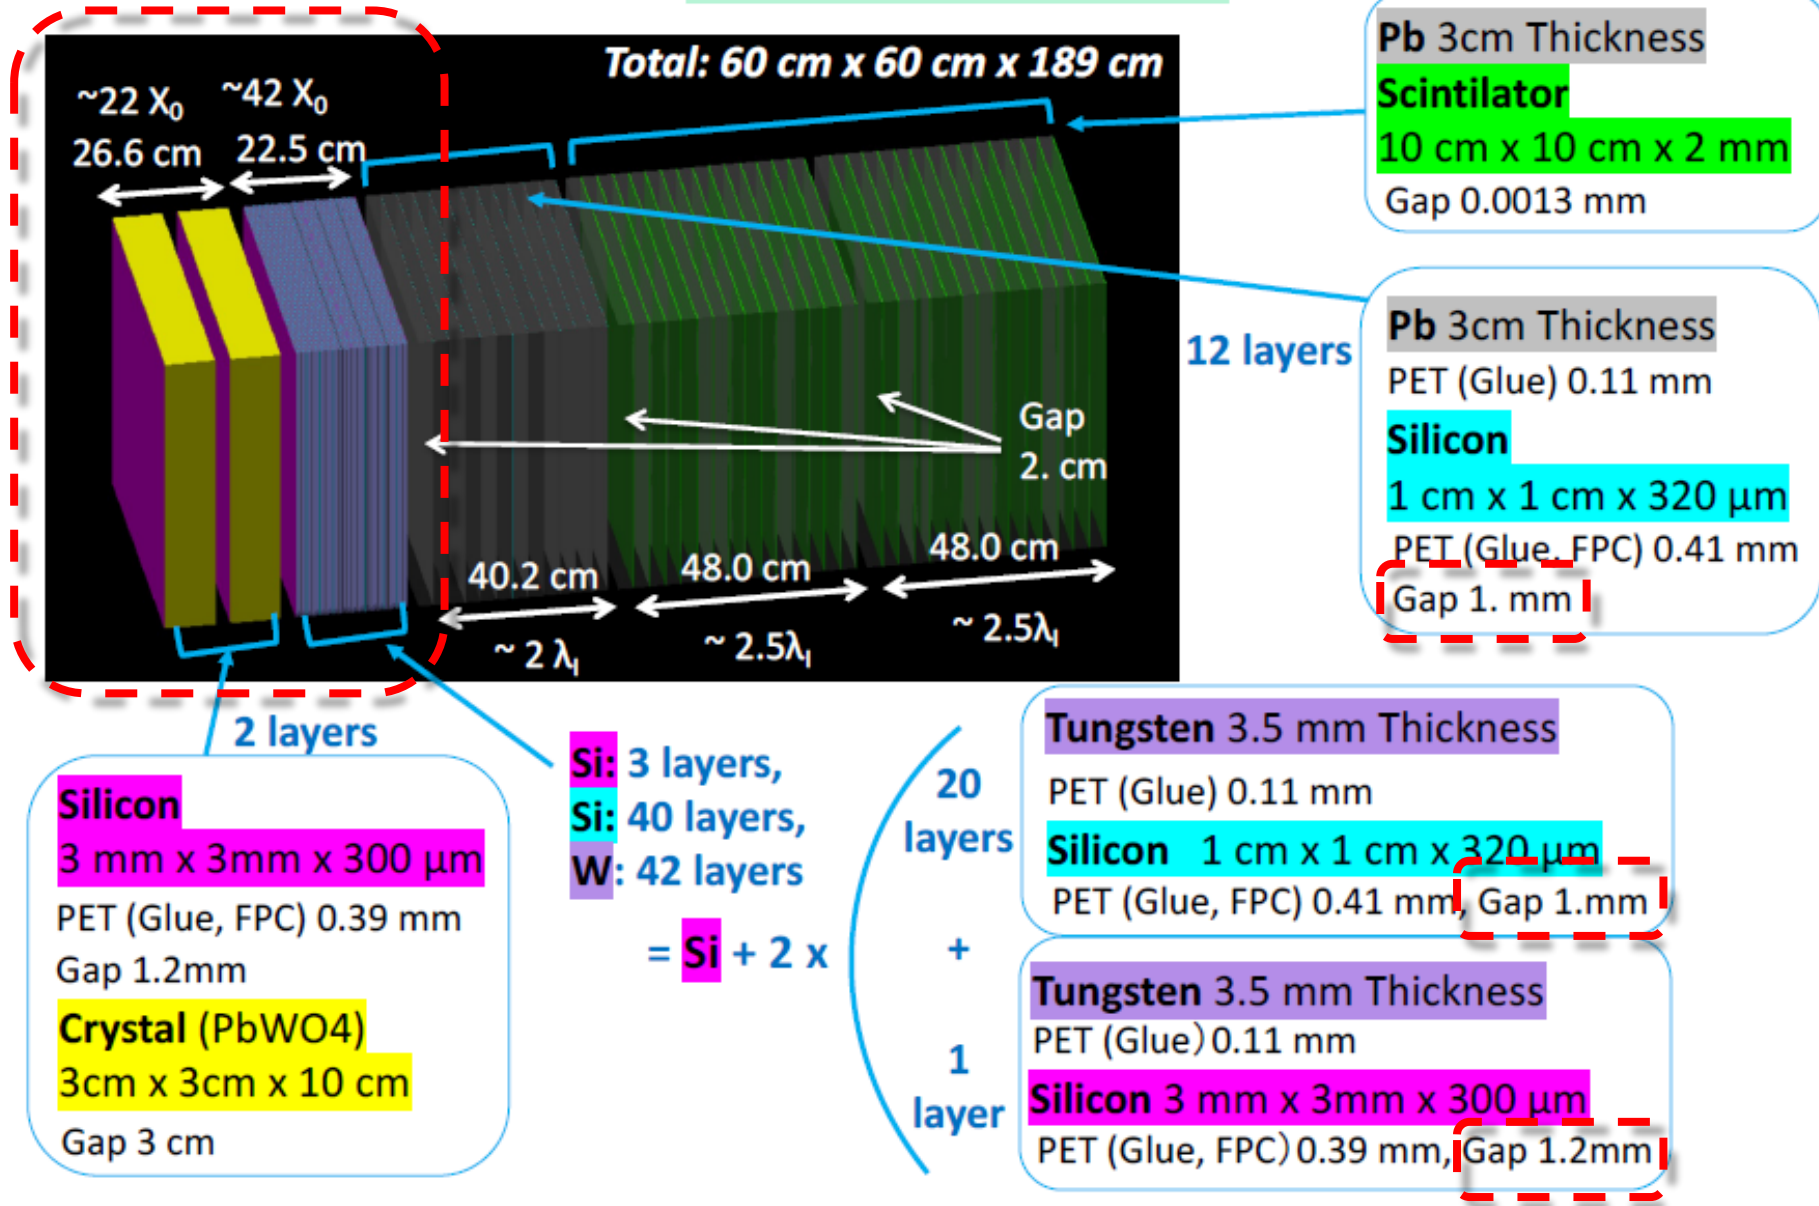 Total: 60 cm x 60 cm x 189 cm
~22 X₀
26.6 cm
~42 X₀
22.5 cm
Gap
2. cm
40.2 cm
48.0 cm
48.0 cm
~ 2 λI
~ 2.5λI
~ 2.5λI
Pb 3cm Thickness
Scintilator
10 cm x 10 cm x 2 mm
Gap 0.0013 mm
12 layers
Pb 3cm Thickness
PET (Glue) 0.11 mm
Silicon
1 cm x 1 cm x 320 µm
PET (Glue, FPC) 0.41 mm
Gap 1. mm
2 layers
Silicon
3 mm x 3mm x 300 µm
PET (Glue, FPC) 0.39 mm
Gap 1.2mm
Crystal (PbWO4)
3cm x 3cm x 10 cm
Gap 3 cm
Si: 3 layers,
Si: 40 layers,
W: 42 layers
= Si + 2 x
20
layers
+
1
layer
Tungsten 3.5 mm Thickness
PET (Glue) 0.11 mm
Silicon 1 cm x 1 cm x 320 µm
PET (Glue, FPC) 0.41 mm, Gap 1.mm
Tungsten 3.5 mm Thickness
PET (Glue) 0.11 mm
Silicon 3 mm x 3mm x 300 µm
PET (Glue, FPC) 0.39 mm, Gap 1.2mm